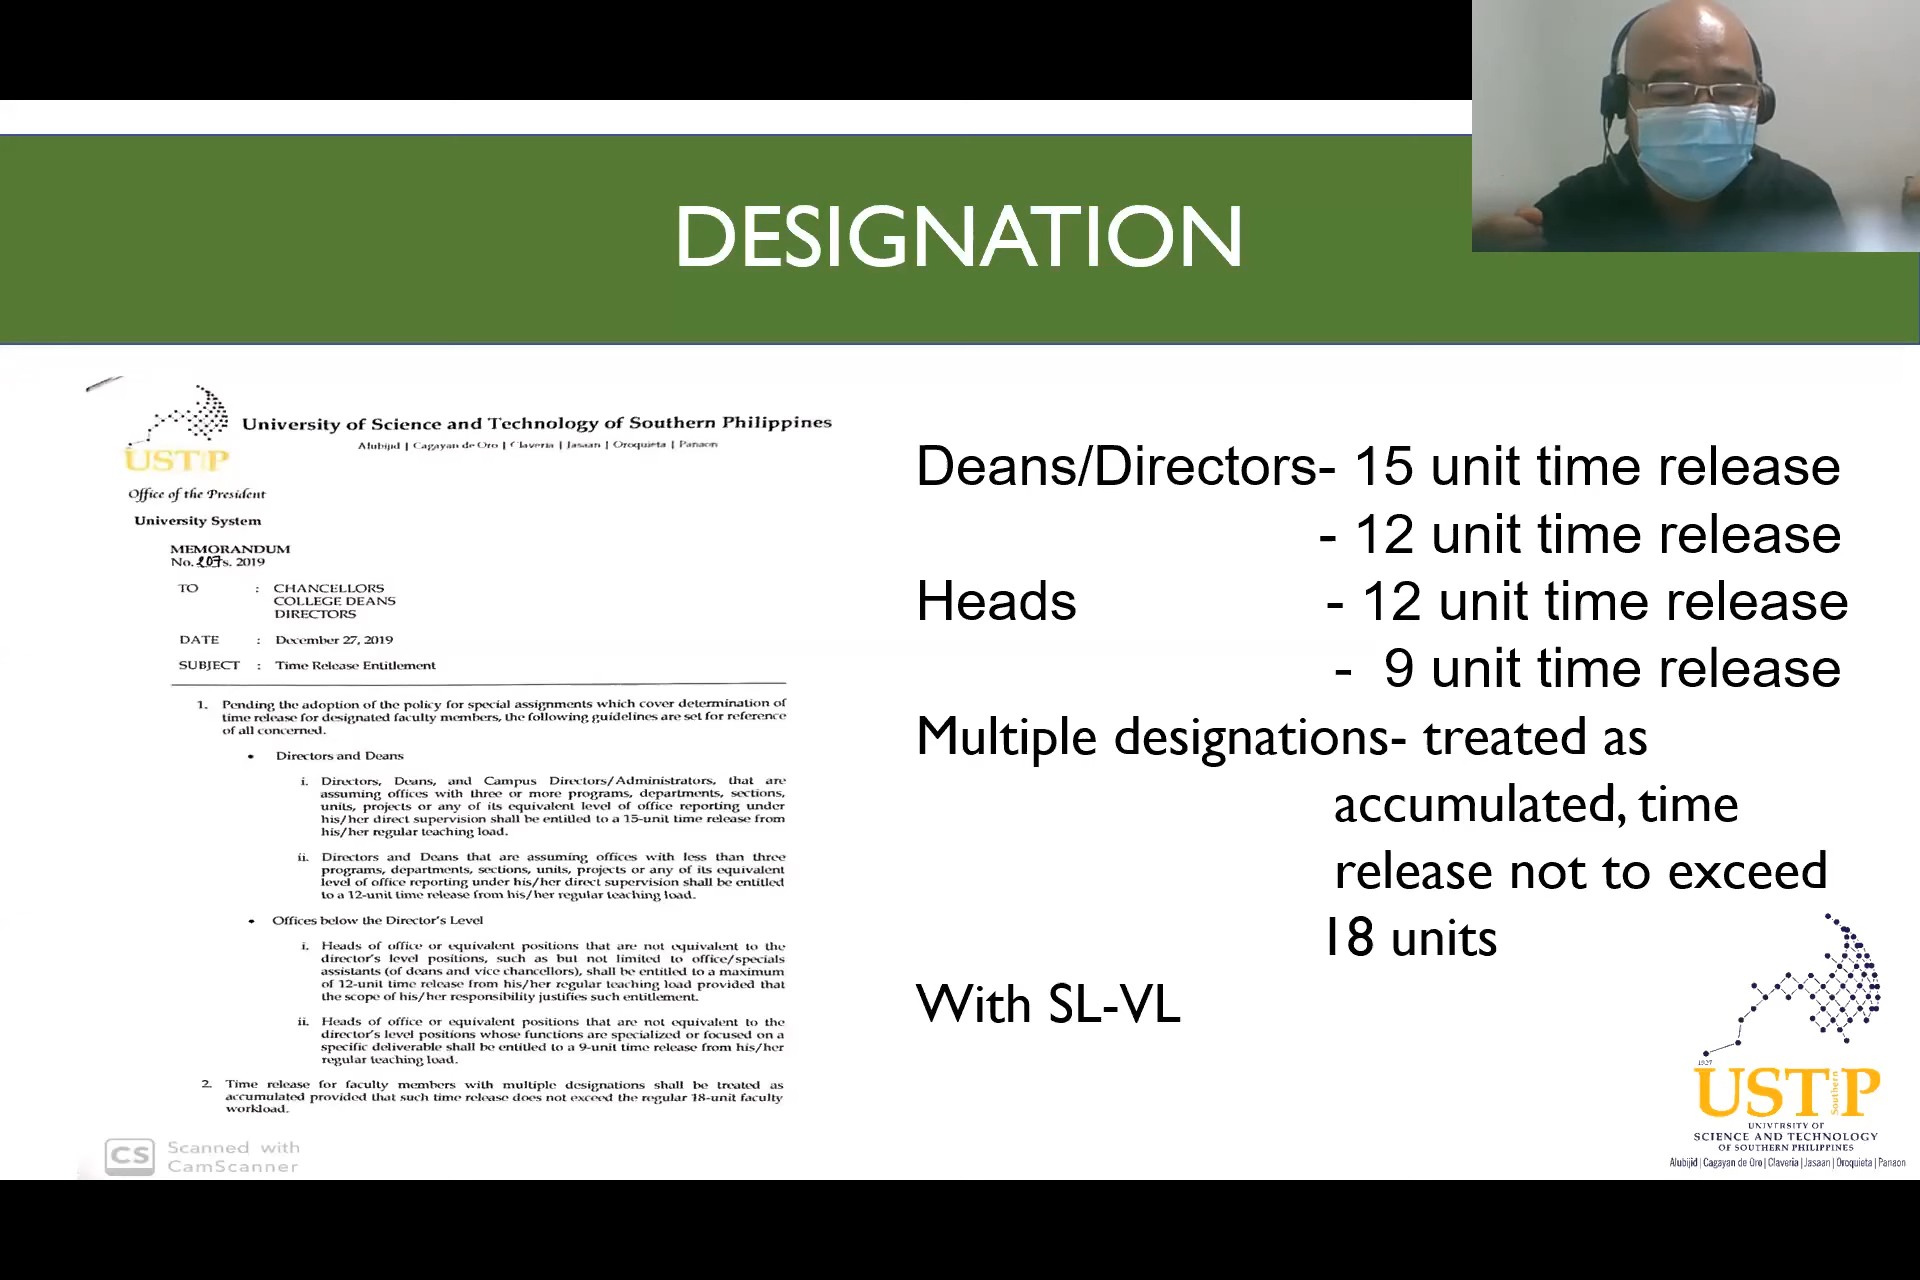 DESIGNATION
University of Science and Technology of Southern Philippines
Alubijid | Cagayan de Oro | Claveria | Jasaan | Oroquieta | Panaon
USTP
Office of the President
University System
MEMORANDUM
No. 207 s. 2019
TO : CHANCELLORS
COLLEGE DEANS
DIRECTORS
DATE : December 27, 2019
SUBJECT : Time Release Entitlement
1. Pending the adoption of the policy for special assignments which cover determination of
time release for designated faculty members, the following guidelines are set for reference
of all concerned.
• Directors and Deans
i. Directors, Deans, and Campus Directors/Administrators, that are
assuming offices with three or more programs, departments, sections,
units, projects or any of its equivalent level of office reporting under
his/her direct supervision shall be entitled to a 15-unit time release from
his/her regular teaching load.
ii. Directors and Deans that are assuming offices with less than three
programs, departments, sections, units, projects or any of its equivalent
level of office reporting under his/her direct supervision shall be entitled
to a 12-unit time release from his/her regular teaching load.
• Offices below the Director's Level
i. Heads of office or equivalent positions that are not equivalent to the
director's level positions, such as but not limited to office/specials
assistants (of deans and vice chancellors), shall be entitled to a maximum
of 12-unit time release from his/her regular teaching load provided that
the scope of his/her responsibility justifies such entitlement.
ii. Heads of office or equivalent positions that are not equivalent to the
director's level positions whose functions are specialized or focused on a
specific deliverable shall be entitled to a 9-unit time release from his/her
regular teaching load.
2. Time release for faculty members with multiple designations shall be treated as
accumulated provided that such time release does not exceed the regular 18-unit faculty
workload.
CS Scanned with
CamScanner
Deans/Directors- 15 unit time release
- 12 unit time release
Heads - 12 unit time release
- 9 unit time release
Multiple designations- treated as
accumulated, time
release not to exceed
18 units
With SL-VL
1927
USTP
Southern
UNIVERSITY OF
SCIENCE AND TECHNOLOGY
OF SOUTHERN PHILIPPINES
Alubijid | Cagayan de Oro | Claveria | Jasaan | Oroquieta | Panaon